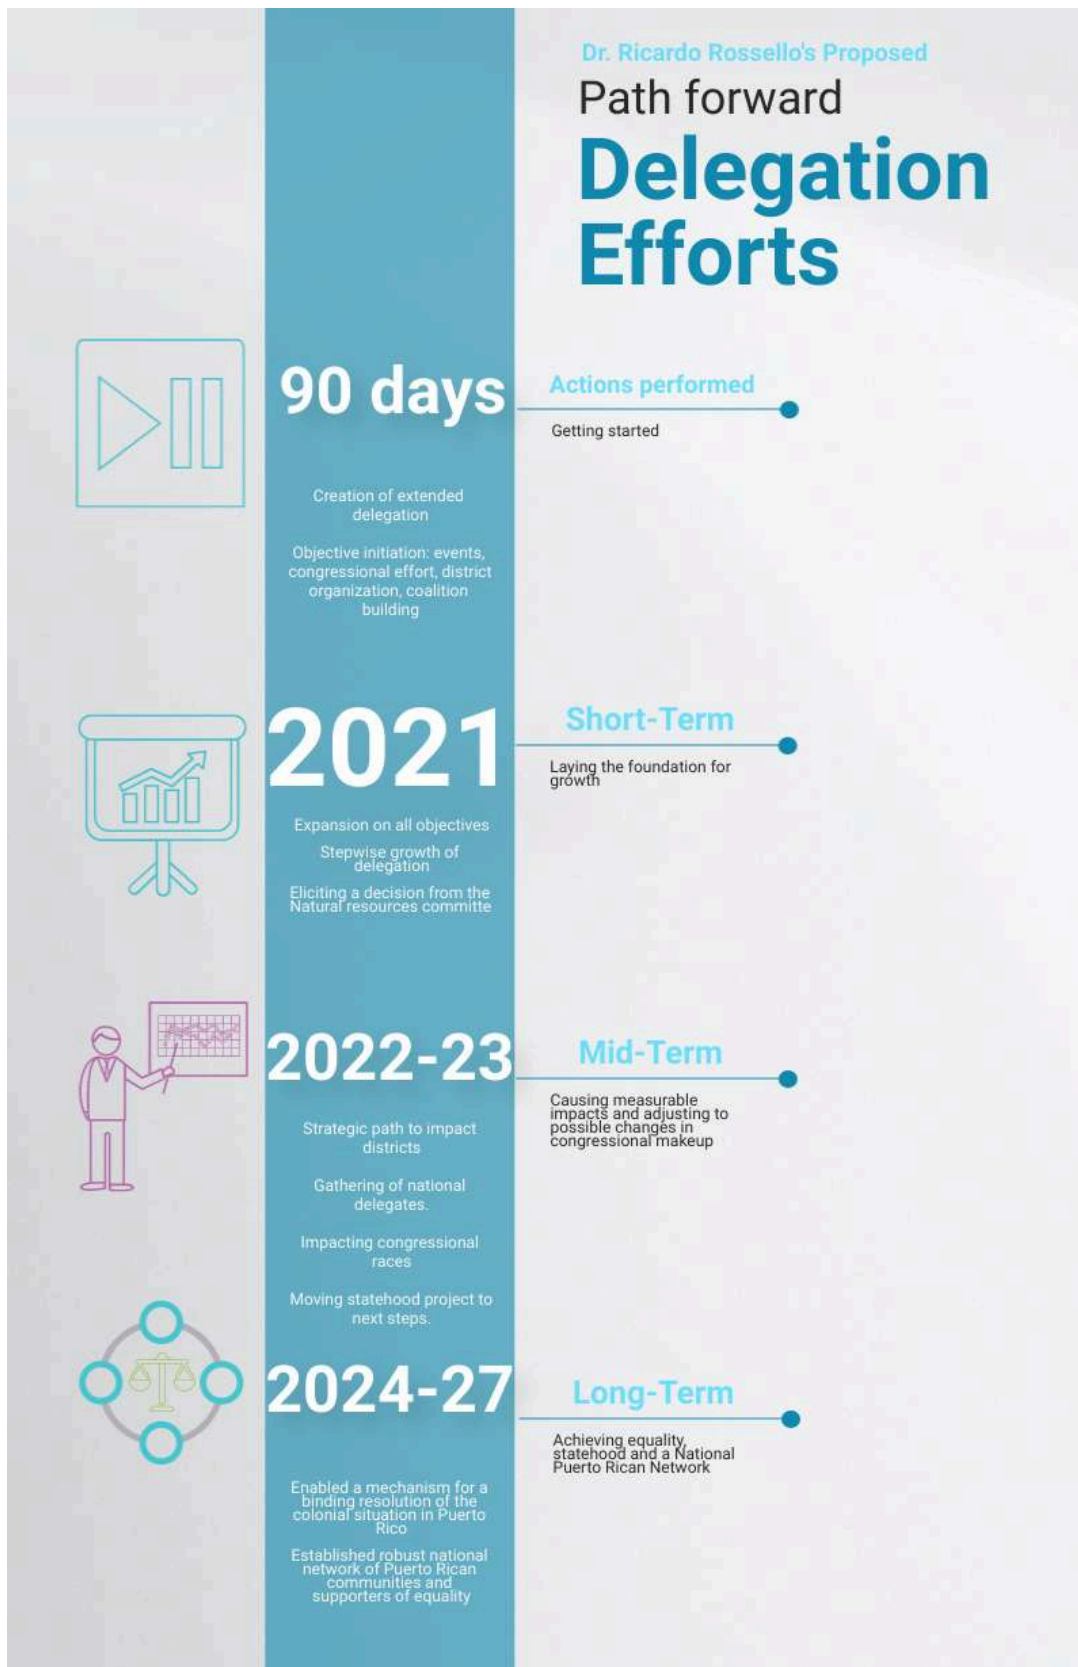 Dr. Ricardo Rossello's Proposed
Path forward
Delegation
Efforts
90 days
Actions performed
Getting started
Creation of extended
delegation
Objective initiation: events,
congressional effort, district
organization, coalition
building
2021
Short-Term
Laying the foundation for
growth
Expansion on all objectives
Stepwise growth of
delegation
Eliciting a decision from the
Natural resources committe
2022-23
Mid-Term
Causing measurable
impacts and adjusting to
possible changes in
congressional makeup
Strategic path to impact
districts
Gathering of national
delegates.
Impacting congressional
races
Moving statehood project to
next steps.
2024-27
Long-Term
Achieving equality,
statehood and a National
Puerto Rican Network
Enabled a mechanism for a
binding resolution of the
colonial situation in Puerto
Rico
Established robust national
network of Puerto Rican
communities and
supporters of equality